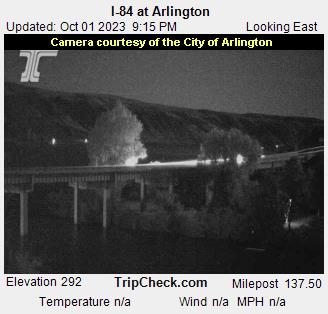 I-84 at Arlington
Updated: Oct 01 2023 9:15 PM Looking East
Camera courtesy of the City of Arlington
Elevation 292 TripCheck.com Milepost 137.50
Temperature n/a Wind n/a MPH n/a